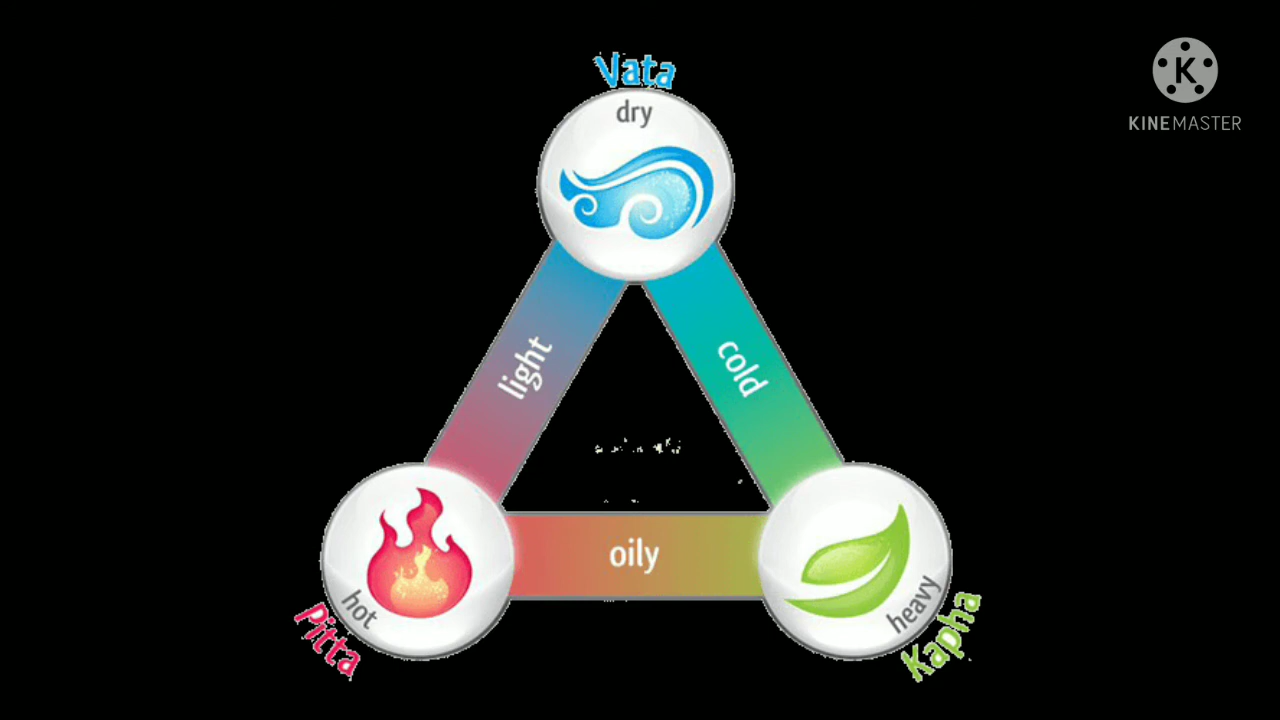 Vata
dry
K
KINEMASTER
light
cold
oily
hot
Pitta
heavy
Kapha